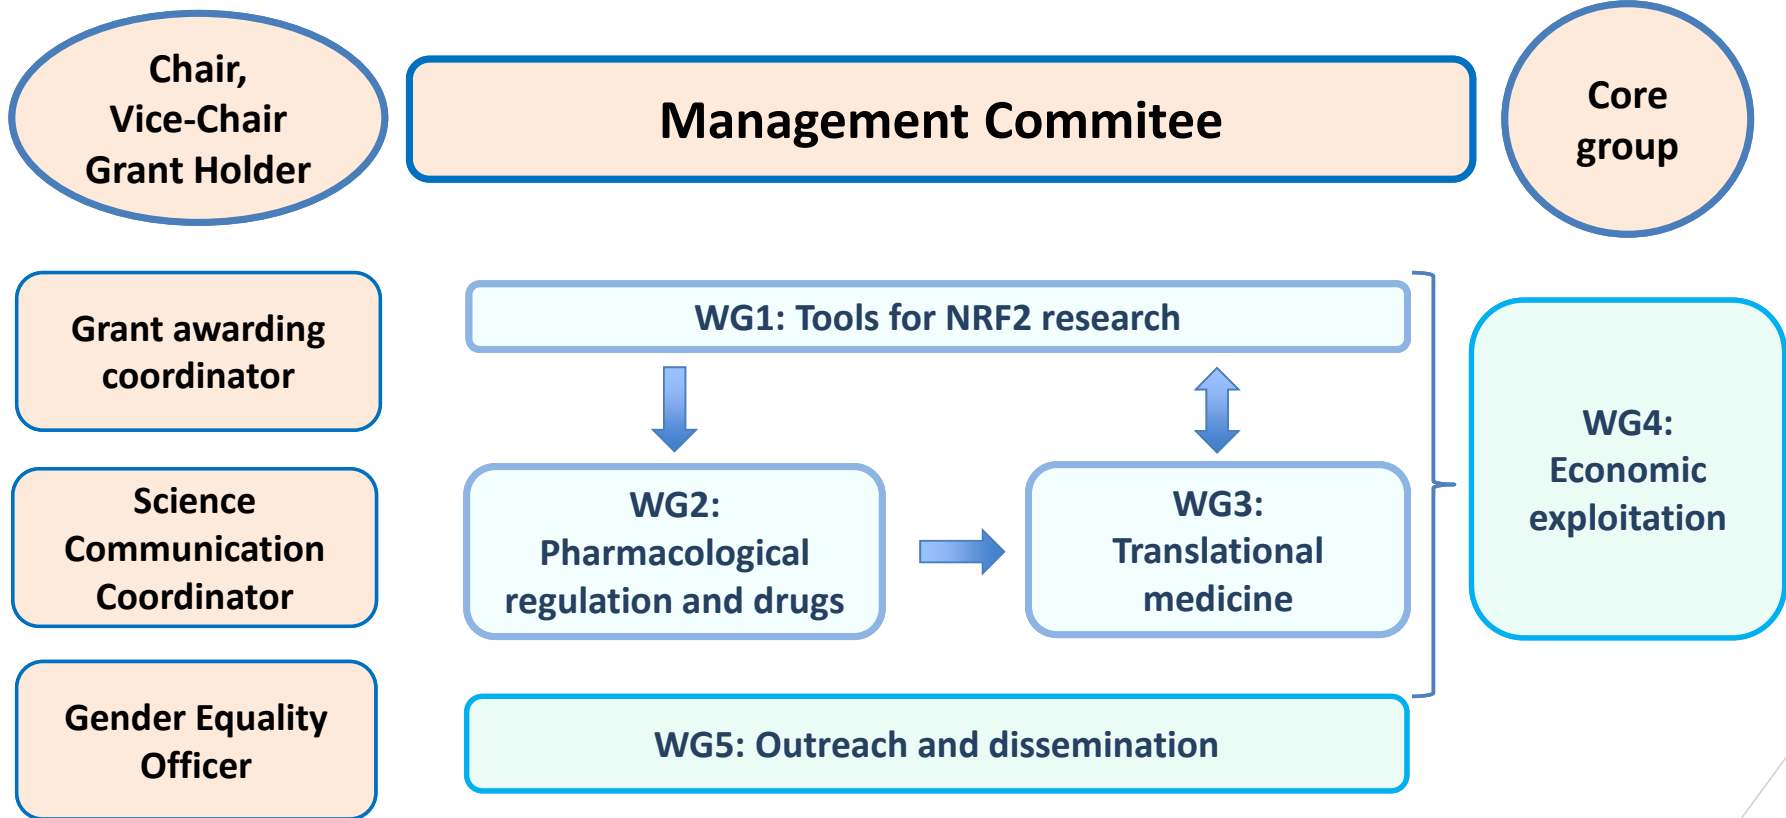 Chair,
Vice-Chair
Grant Holder
Management Commitee
Core
group
Grant awarding
coordinator
WG1: Tools for NRF2 research
Science
Communication
Coordinator
WG2:
Pharmacological
regulation and drugs
WG3:
Translational
medicine
WG4:
Economic
exploitation
Gender Equality
Officer
WG5: Outreach and dissemination